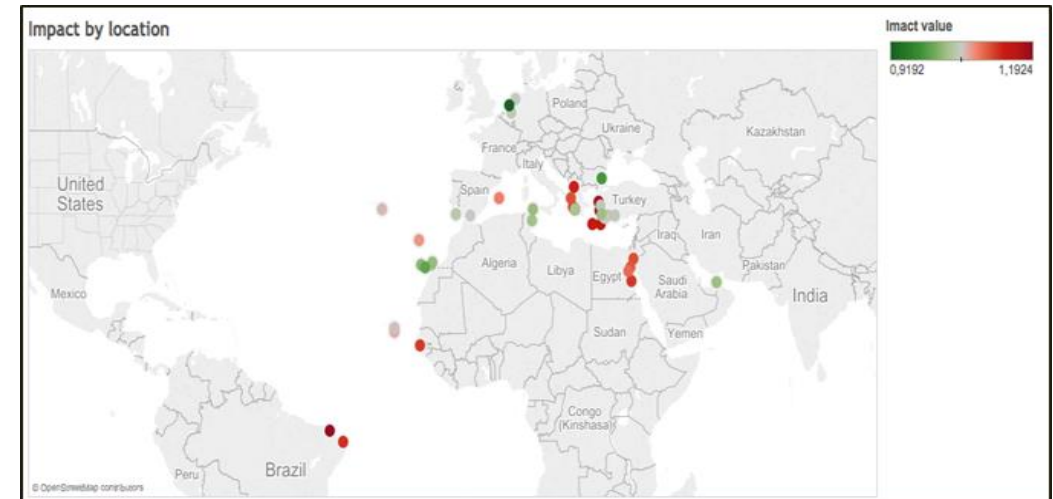 Impact by location
Imact value
0,9192 1,1924
Poland
Ukraine
Kazakhstan
France
Italy
United
States
Spain
Turkey
Iraq
Iran
Algeria
Libya
Egypt
Pakistan
Saudi
Arabia
India
Mexico
Sudan
Yemen
Congo
(Kinshasa)
Peru
Brazil
© OpenStreetMap contributors